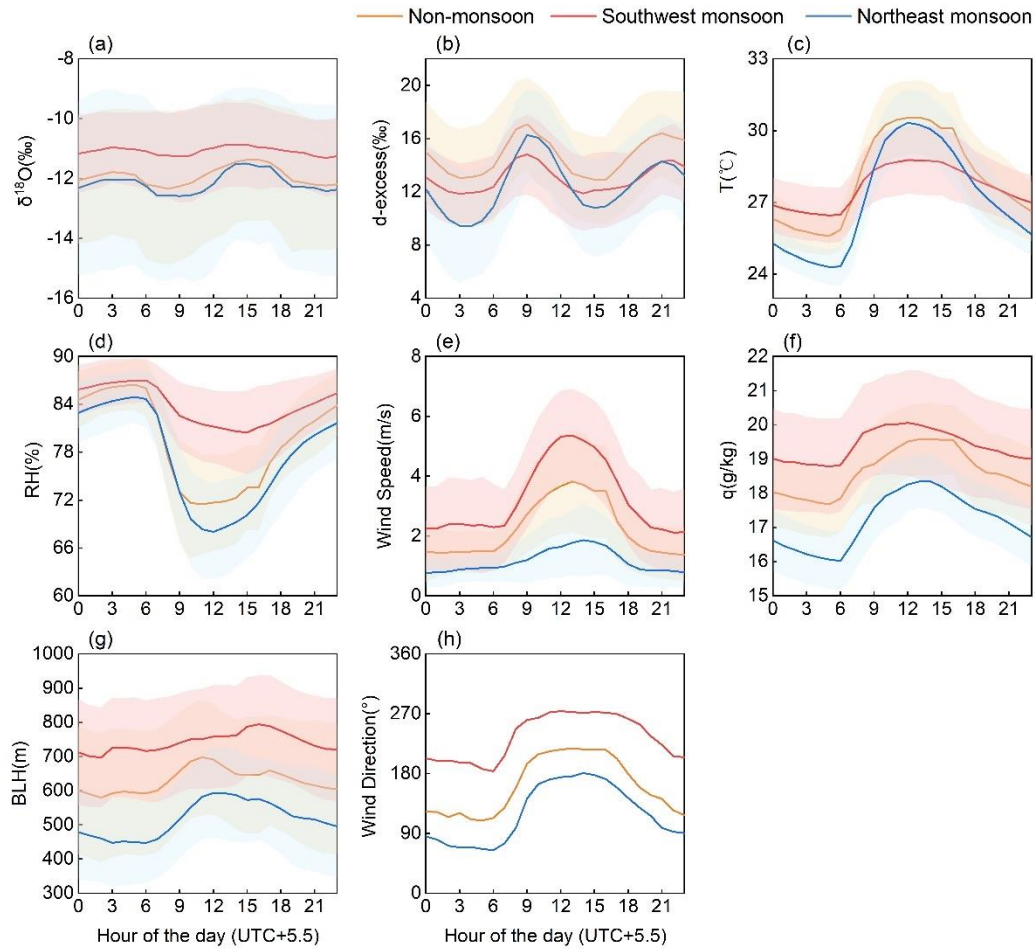 Non-monsoon Southwest monsoon Northeast monsoon
(a) (b) (c)
δ¹⁸O(‰)
-8
-10
-12
-14
-16
0 3 6 9 12 15 18 21
d-excess(‰)
20
16
12
8
4
0 3 6 9 12 15 18 21
T(℃)
33
30
27
24
0 3 6 9 12 15 18 21
(d) (e) (f)
RH(%)
90
84
78
72
66
60
0 3 6 9 12 15 18 21
Wind Speed(m/s)
8
6
4
2
0
0 3 6 9 12 15 18 21
q(g/kg)
22
21
20
19
18
17
16
15
0 3 6 9 12 15 18 21
(g) (h)
BLH(m)
1000
900
800
700
600
500
400
300
0 3 6 9 12 15 18 21
Hour of the day (UTC+5.5)
Wind Direction(°)
360
270
180
90
0
0 3 6 9 12 15 18 21
Hour of the day (UTC+5.5)